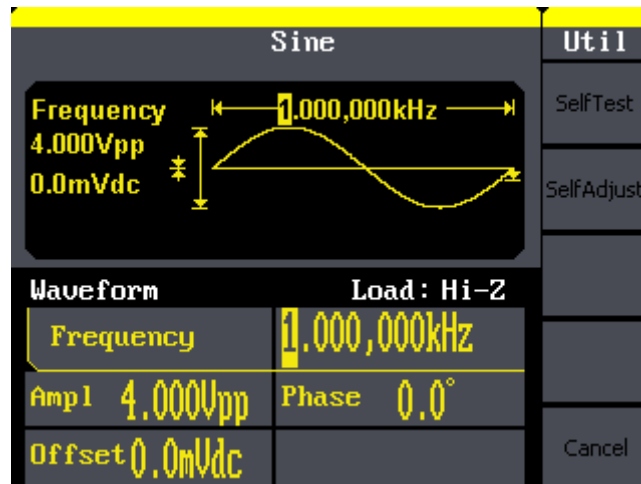 Sine
Util
Frequency 1.000,000kHz
SelfTest
4.000Vpp
0.0mVdc
SelfAdjust
Waveform Load: Hi-Z
Frequency 1.000,000kHz
Ampl 4.000Vpp Phase 0.0°
Offset 0.0mVdc
Cancel